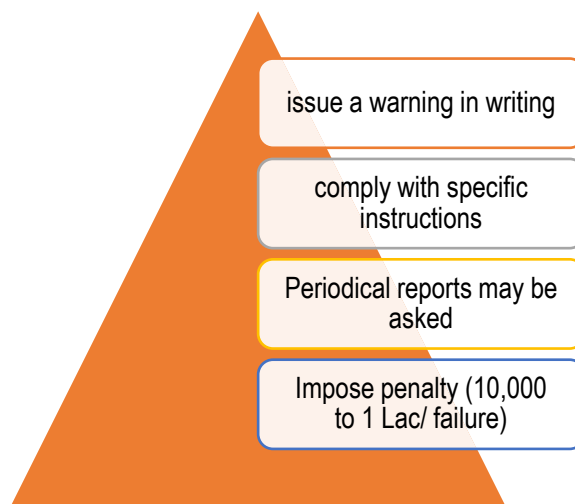 issue a warning in writing
comply with specific
instructions
Periodical reports may be
asked
Impose penalty (10,000
to 1 Lac/ failure)